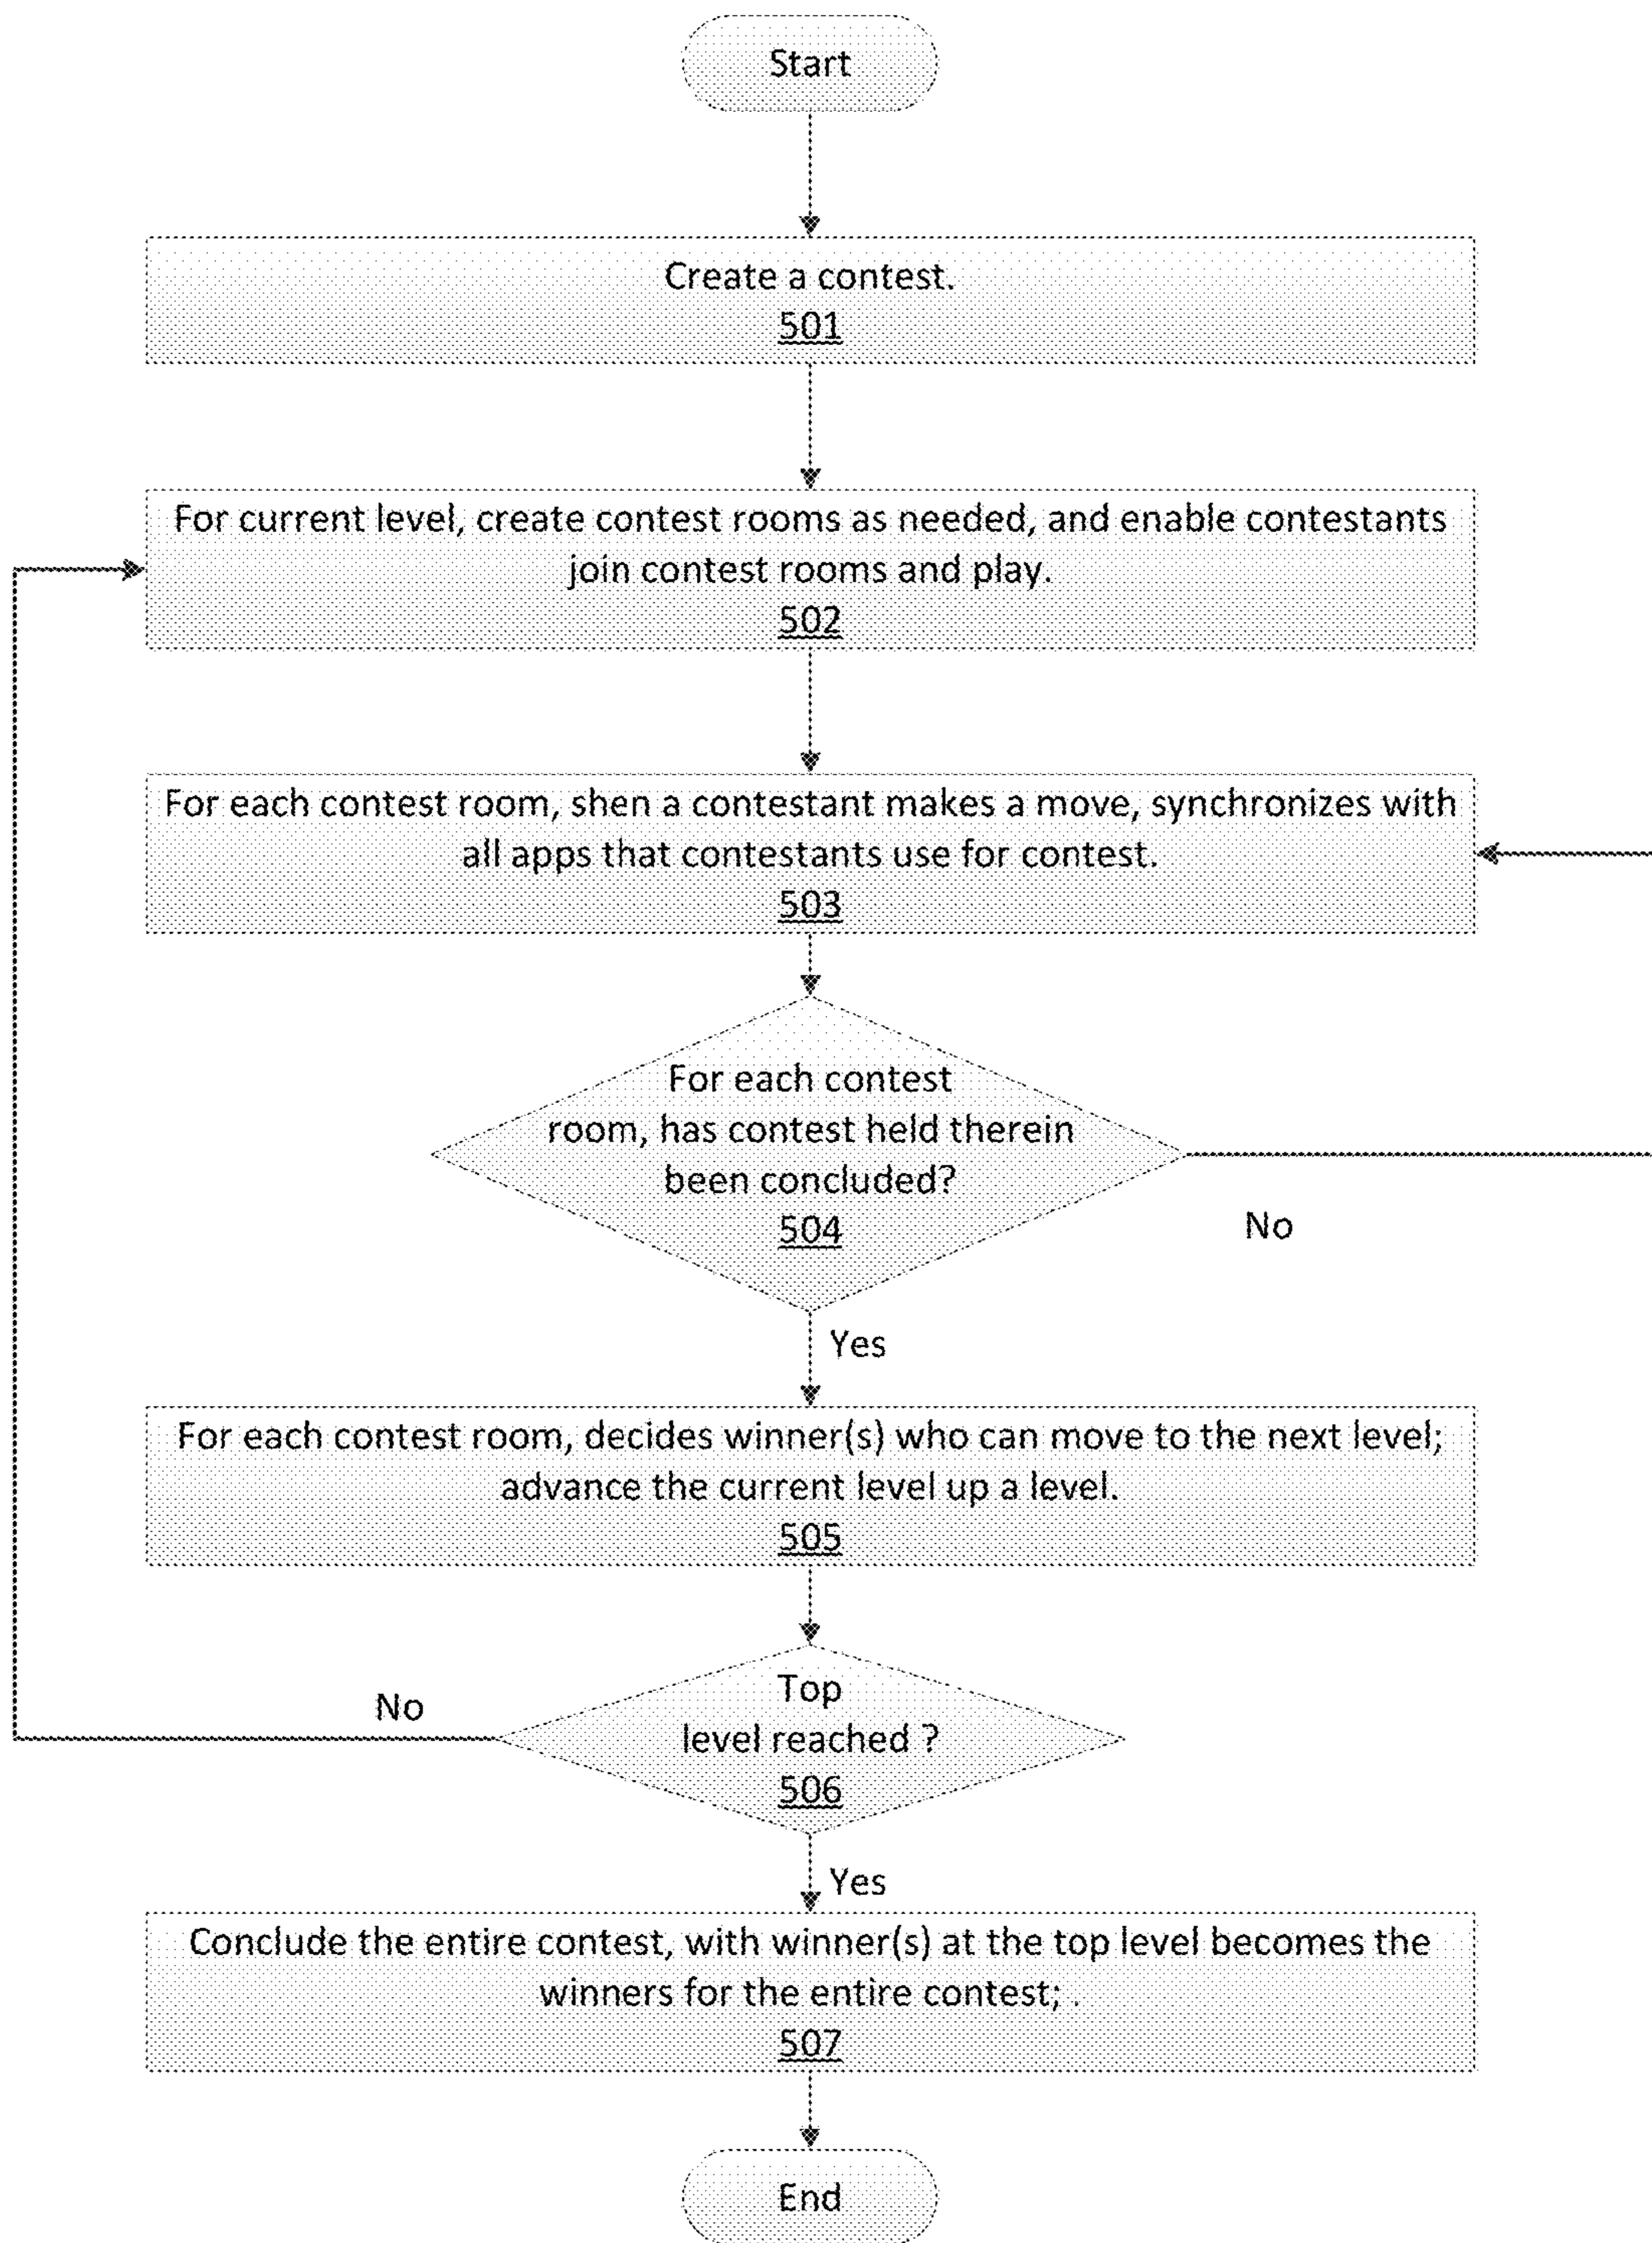 Start
Create a contest.
501
For current level, create contest rooms as needed, and enable contestants
join contest rooms and play.
502
For each contest room, shen a contestant makes a move, synchronizes with
all apps that contestants use for contest.
503
For each contest
room, has contest held therein
been concluded?
504
No
Yes
For each contest room, decides winner(s) who can move to the next level;
advance the current level up a level.
505
No
Top
level reached ?
506
Yes
Conclude the entire contest, with winner(s) at the top level becomes the
winners for the entire contest; .
507
End